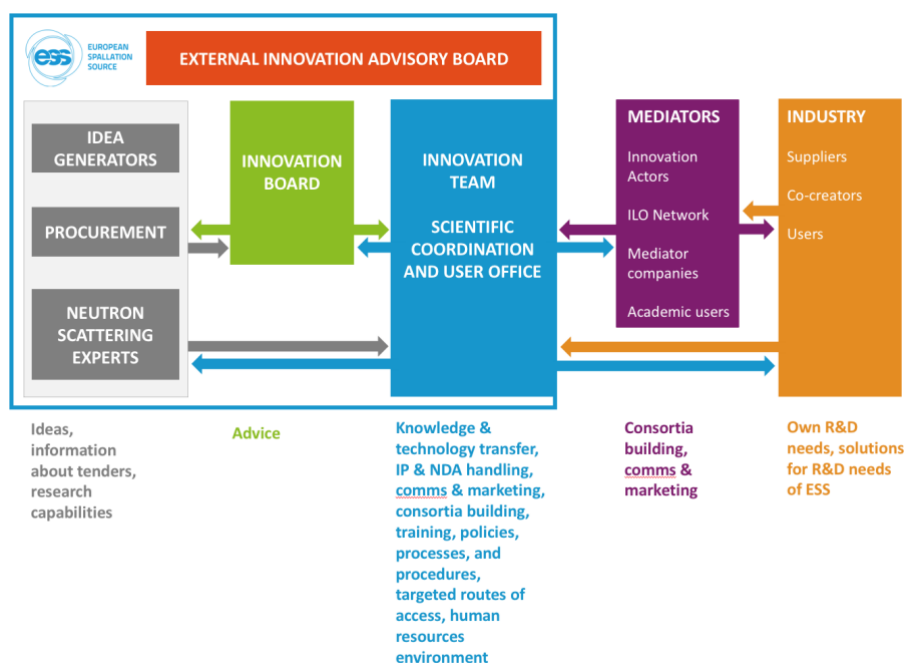 ess
EUROPEAN
SPALLATION
SOURCE
EXTERNAL INNOVATION ADVISORY BOARD
IDEA
GENERATORS
PROCUREMENT
NEUTRON
SCATTERING
EXPERTS
INNOVATION
BOARD
INNOVATION
TEAM
SCIENTIFIC
COORDINATION
AND USER OFFICE
MEDIATORS
Innovation
Actors
ILO Network
Mediator
companies
Academic users
INDUSTRY
Suppliers
Co-creators
Users
Ideas,
information
about tenders,
research
capabilities
Advice
Knowledge &
technology transfer,
IP & NDA handling,
comms & marketing,
consortia building,
training, policies,
processes, and
procedures,
targeted routes of
access, human
resources
environment
Consortia
building,
comms &
marketing
Own R&D
needs, solutions
for R&D needs
of ESS